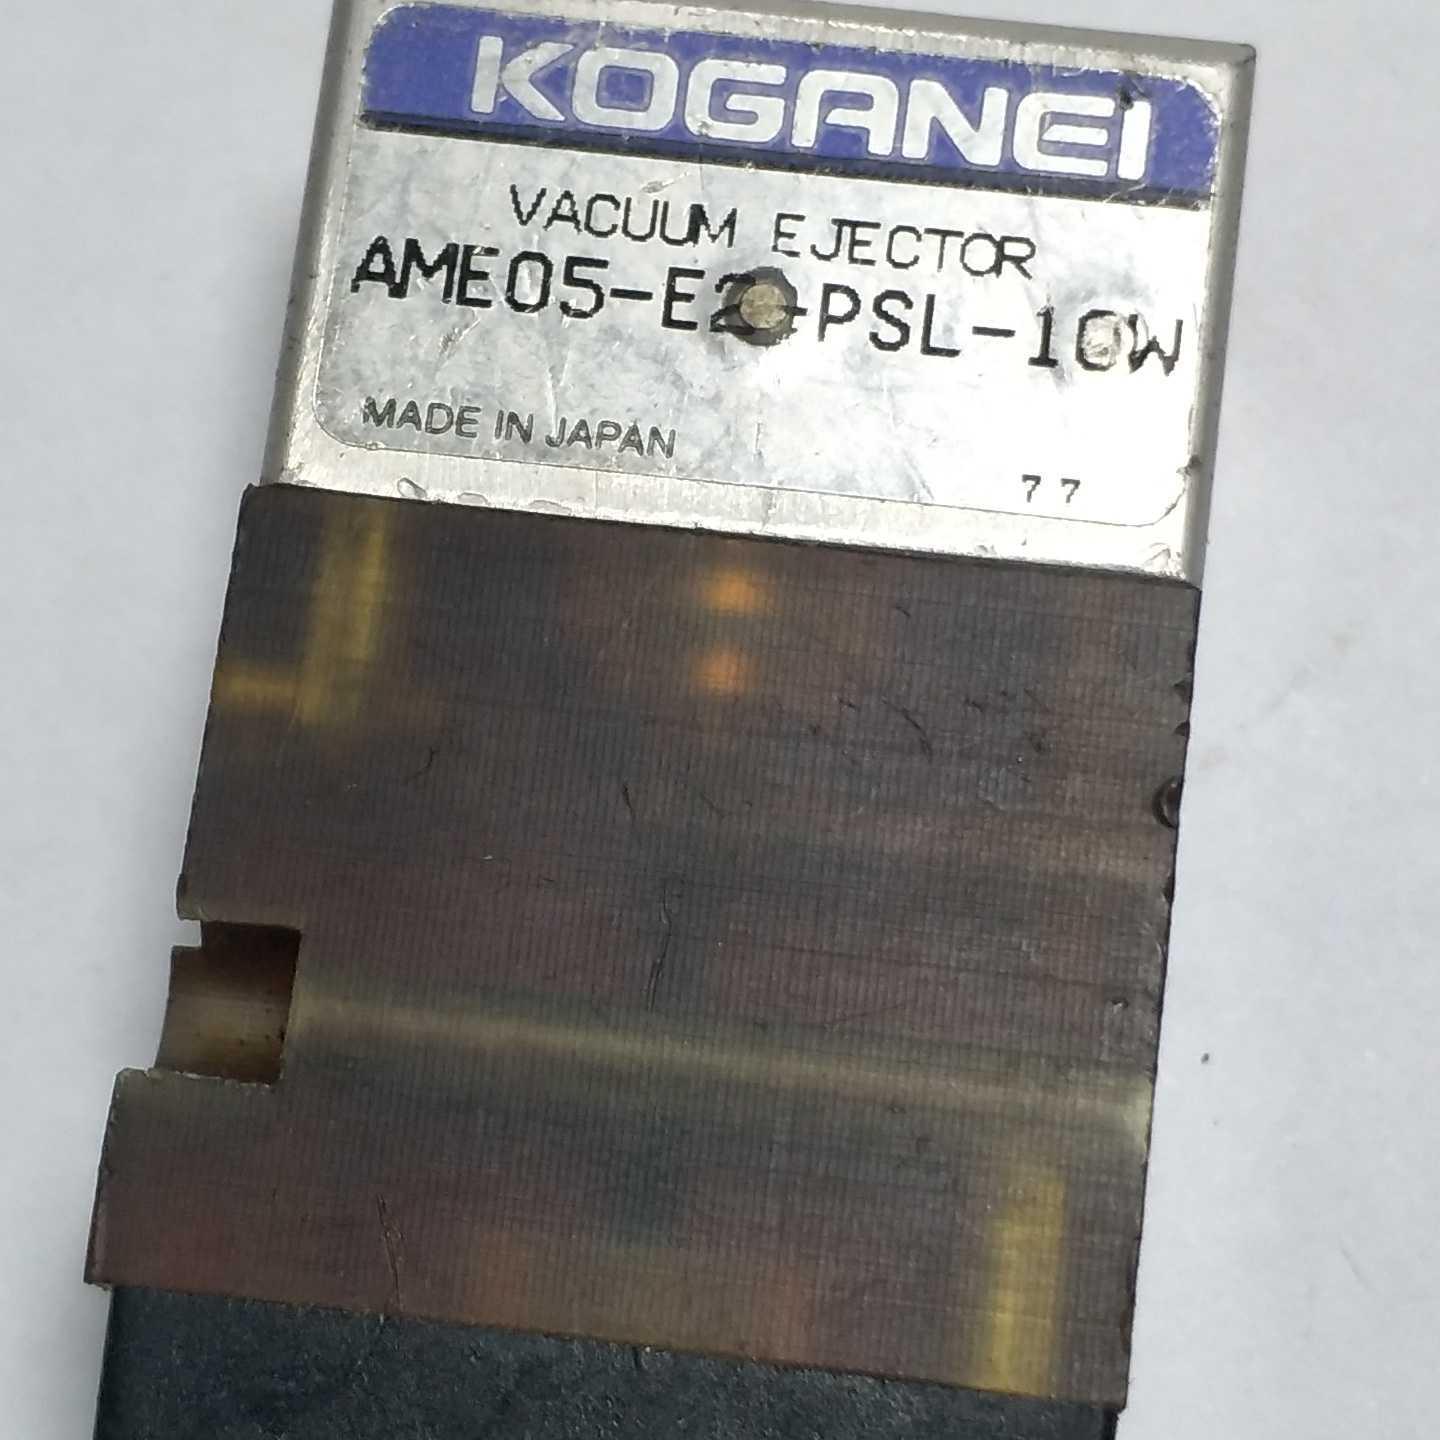 KOGANEI
VACUUM EJECTOR
AME05-E2-PSL-10W
MADE IN JAPAN
77